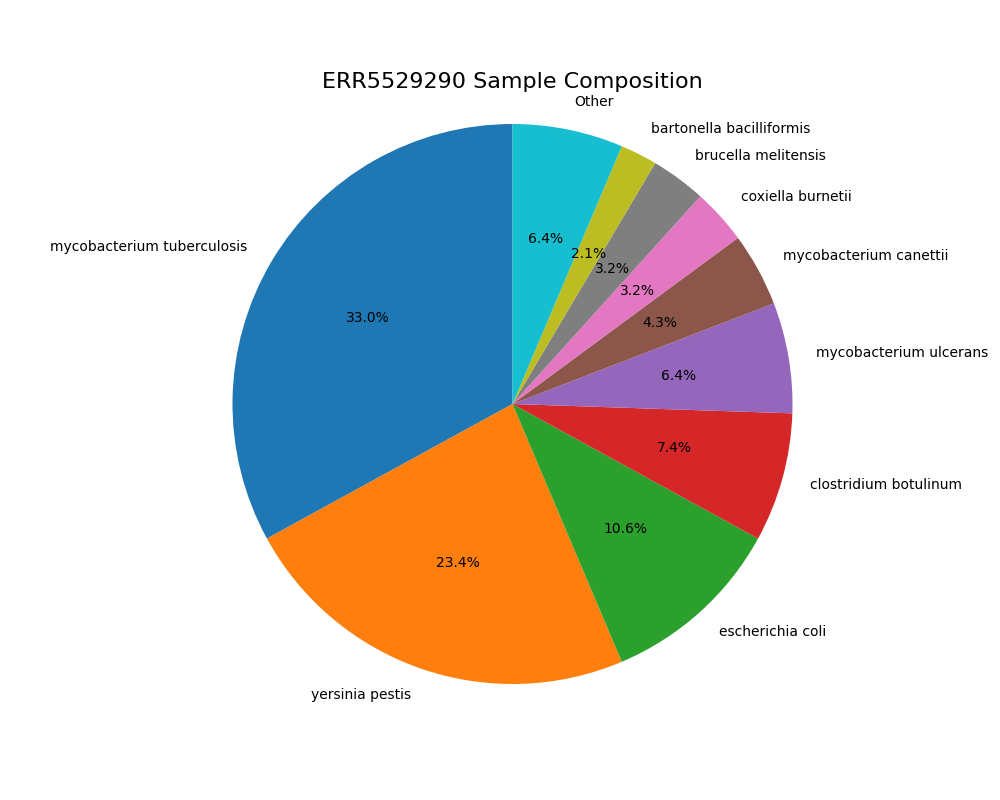 ERR5529290 Sample Composition
Other
bartonella bacilliformis
brucella melitensis
coxiella burnetii
mycobacterium canettii
mycobacterium ulcerans
clostridium botulinum
escherichia coli
yersinia pestis
mycobacterium tuberculosis
6.4%
2.1%
3.2%
3.2%
4.3%
6.4%
7.4%
10.6%
23.4%
33.0%